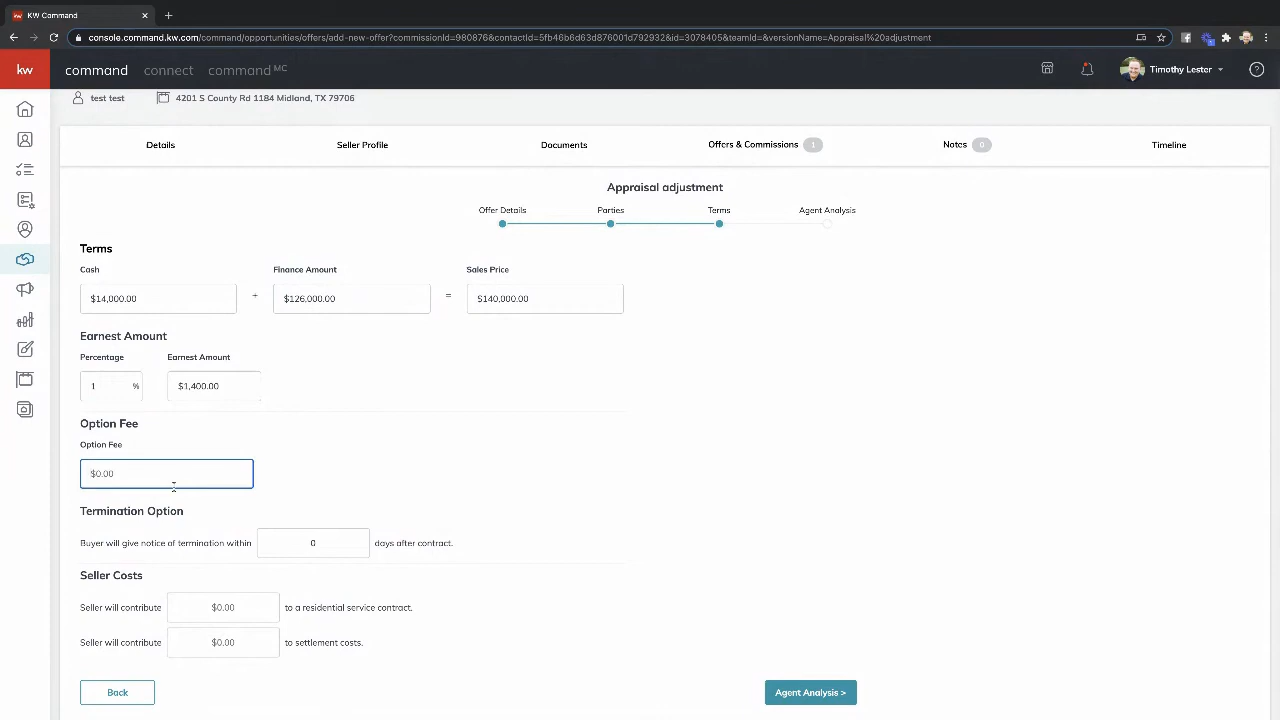 KW Command
console.command.kw.com/command/opportunities/offers/add-new-offer?commissionId=980876&contactId=5fb46b6d63d876001d792932&id=3078405&teamId=&versionName=Appraisal%20adjustment
kw command connect command MC Timothy Lester
test test 4201 S County Rd 1184 Midland, TX 79706
Details Seller Profile Documents Offers & Commissions 1 Notes 0 Timeline
Appraisal adjustment
Offer Details Parties Terms Agent Analysis
Terms
Cash Finance Amount Sales Price
$14,000.00 + $126,000.00 = $140,000.00
Earnest Amount
Percentage Earnest Amount
1 % $1,400.00
Option Fee
Option Fee
$0.00
Termination Option
Buyer will give notice of termination within 0 days after contract.
Seller Costs
Seller will contribute $0.00 to a residential service contract.
Seller will contribute $0.00 to settlement costs.
Back Agent Analysis >